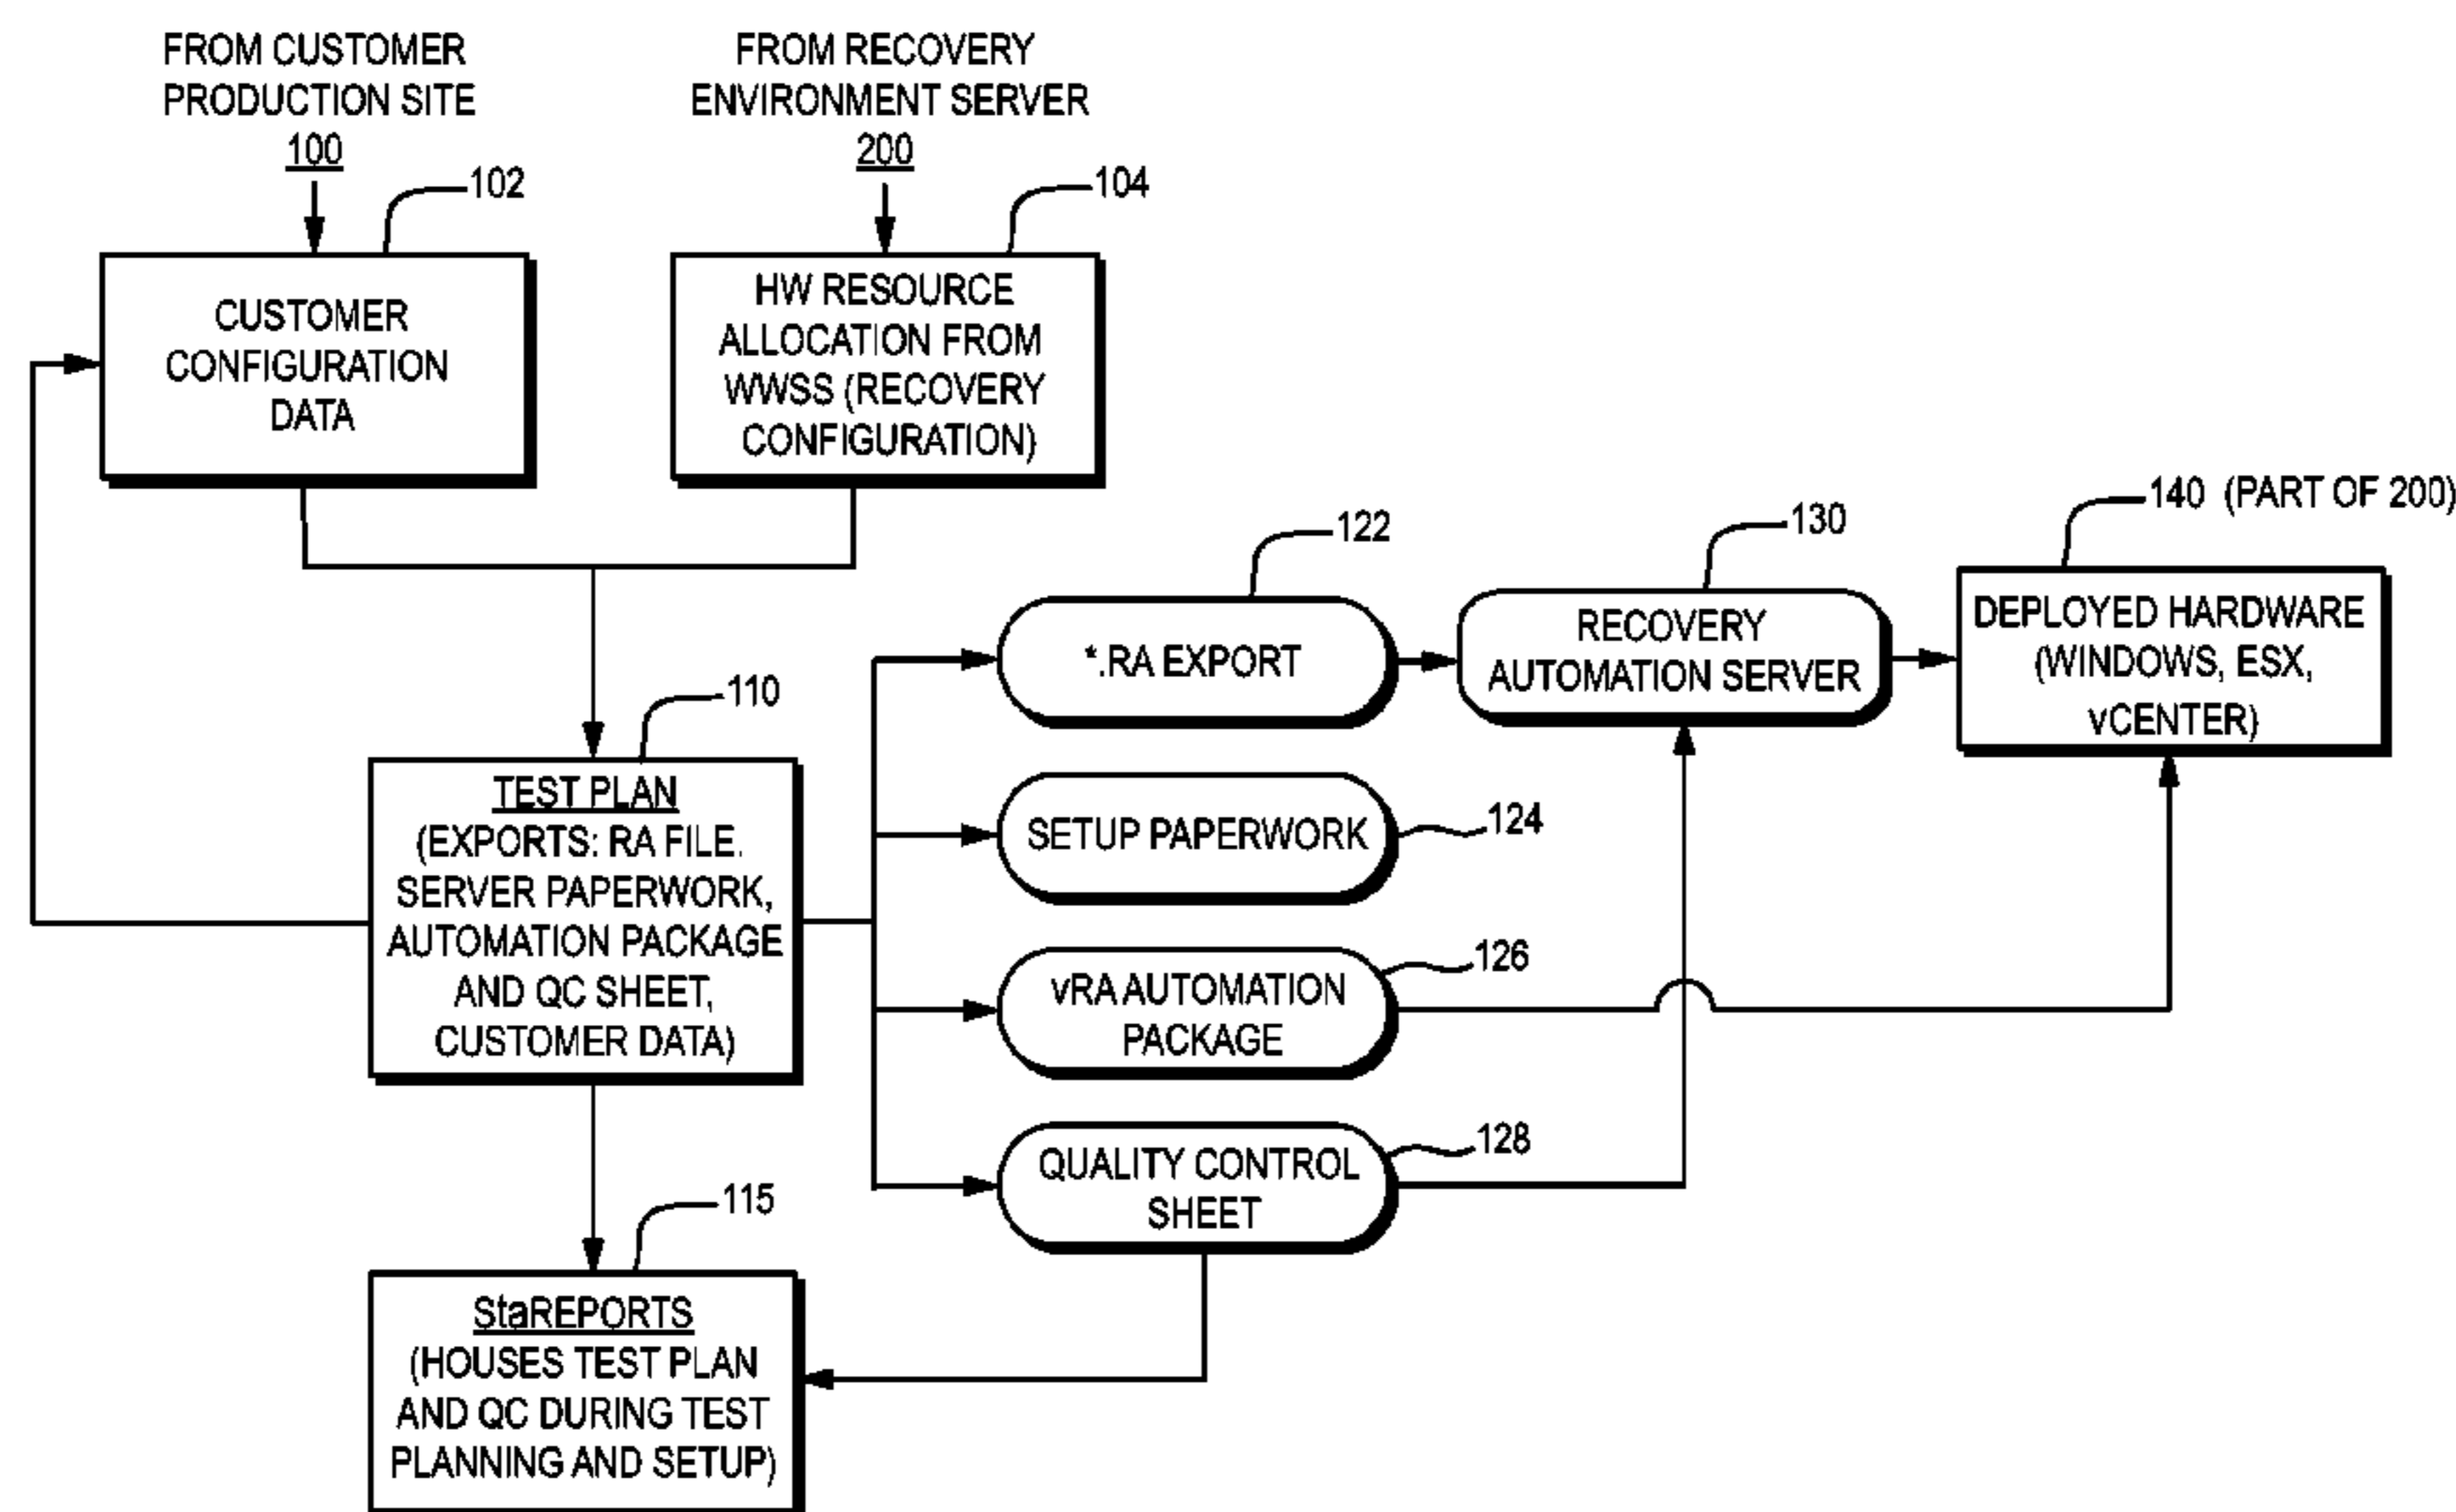 FROM CUSTOMER
PRODUCTION SITE
100
FROM RECOVERY
ENVIRONMENT SERVER
200
102
104
CUSTOMER
CONFIGURATION
DATA
HW RESOURCE
ALLOCATION FROM
WWSS (RECOVERY
CONFIGURATION)
122
130
140 (PART OF 200)
*.RA EXPORT
RECOVERY
AUTOMATION SERVER
DEPLOYED HARDWARE
(WINDOWS, ESX,
vCENTER)
110
TEST PLAN
(EXPORTS: RA FILE.
SERVER PAPERWORK,
AUTOMATION PACKAGE
AND QC SHEET,
CUSTOMER DATA)
SETUP PAPERWORK
124
vRA AUTOMATION
PACKAGE
126
QUALITY CONTROL
SHEET
128
115
StaREPORTS
(HOUSES TEST PLAN
AND QC DURING TEST
PLANNING AND SETUP)